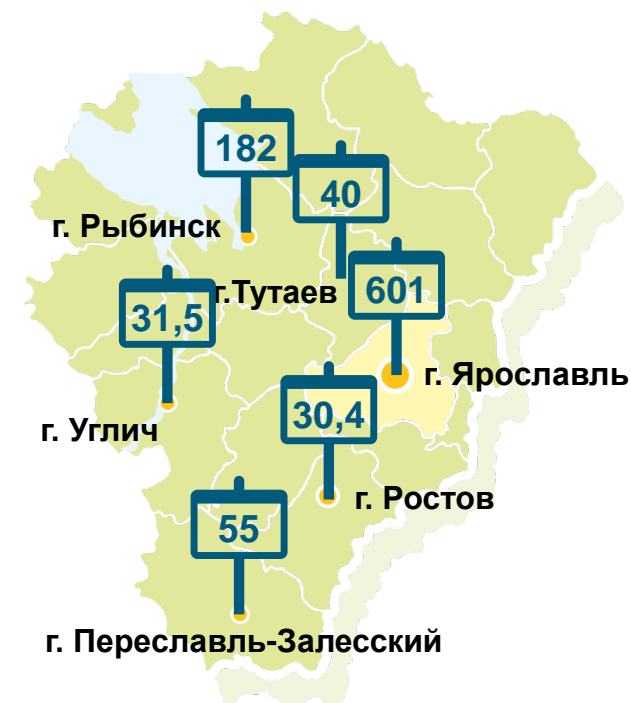 182
40
г. Рыбинск
г.Тутаев
601
31,5
г. Ярославль
30,4
г. Углич
г. Ростов
55
г. Переславль-Залесский